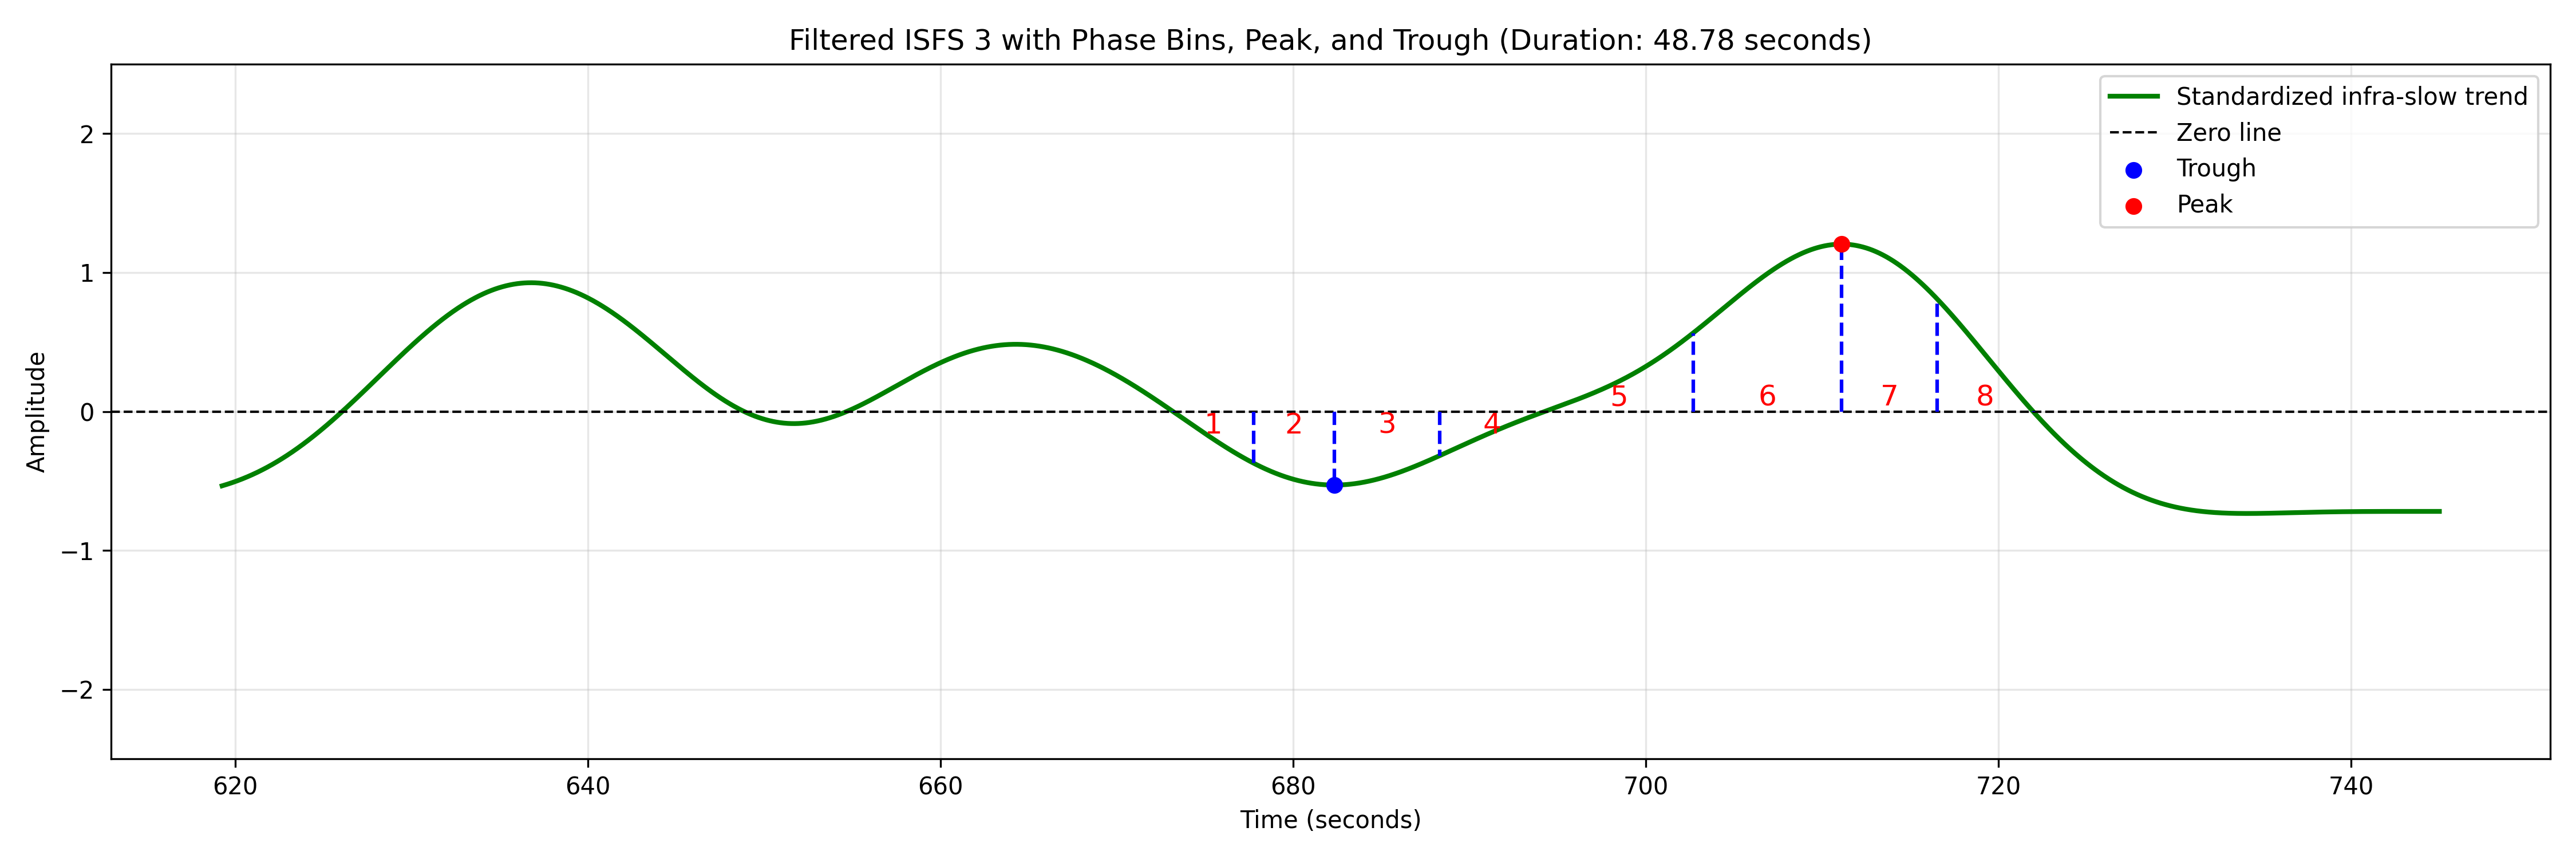 Filtered ISFS 3 with Phase Bins, Peak, and Trough (Duration: 48.78 seconds)
Standardized infra-slow trend
Zero line
Trough
Peak
Amplitude
2
1
0
−1
−2
1
2
3
4
5
6
7
8
620
640
660
680
700
720
740
Time (seconds)